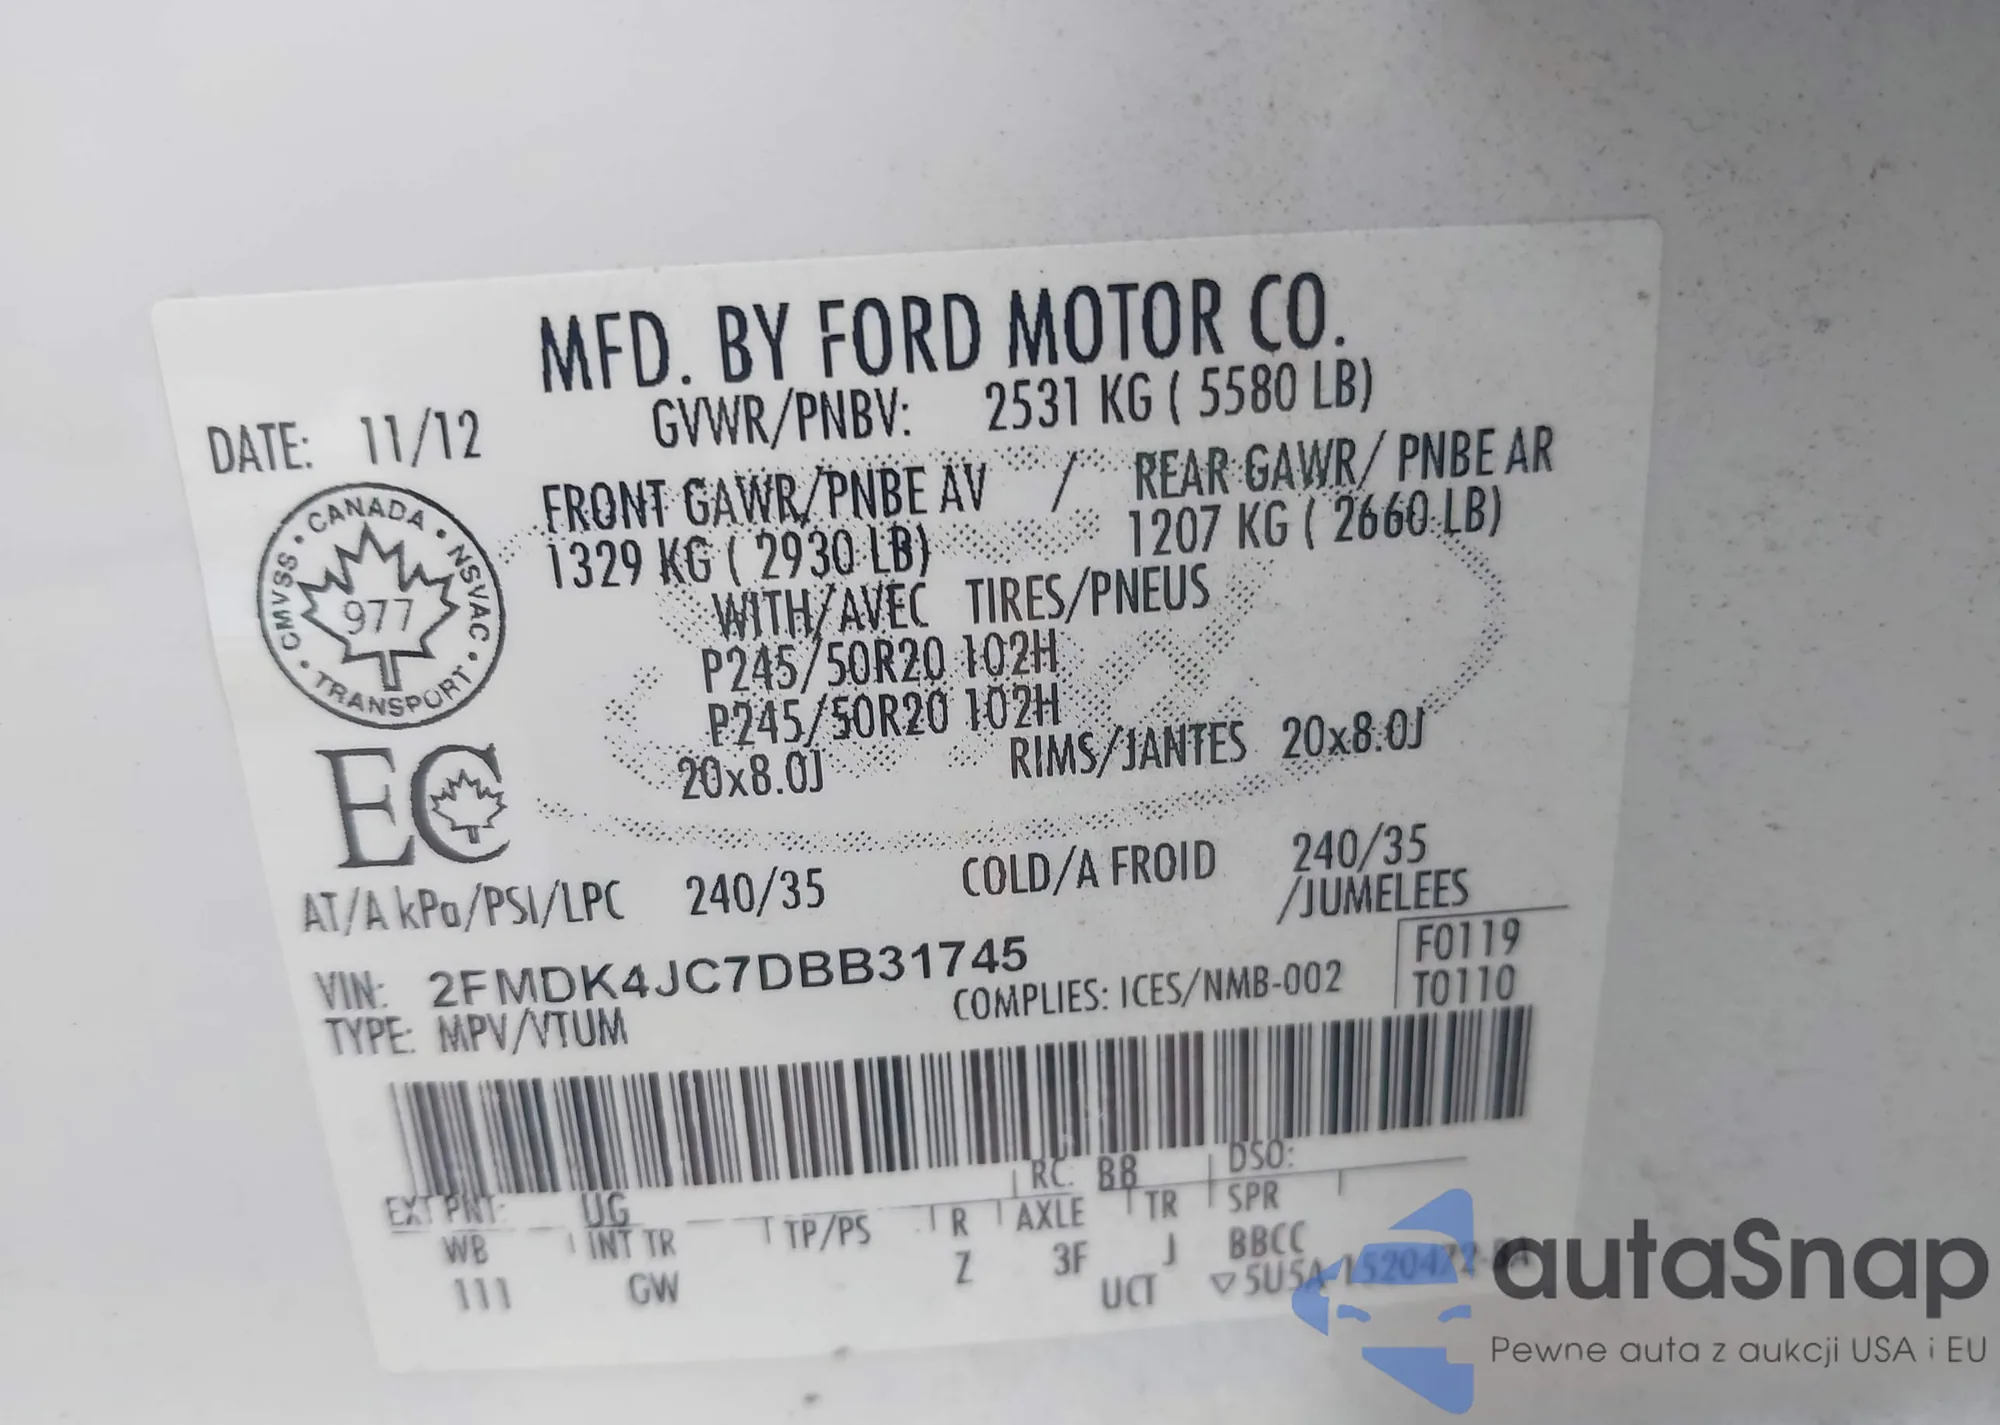 MFD. BY FORD MOTOR CO.
DATE: 11/12
GVWR/PNBV: 2531 KG ( 5580 LB)
FRONT GAWR/PNBE AV / REAR GAWR/ PNBE AR
1329 KG ( 2930 LB) 1207 KG ( 2660 LB)
WITH/AVEC TIRES/PNEUS
P245/50R20 102H
P245/50R20 102H
20x8.0J RIMS/JANTES 20x8.0J
CANADA • NSVAC • TRANSPORT • CMVSS •
977
EC
AT/A kPa/PSI/LPC 240/35 COLD/A FROID 240/35
/JUMELEES
VIN: 2FMDK4JC7DBB31745
F0119
TYPE: MPV/VTUM COMPLIES: ICES/NMB-002 T0110
EXT PNT: UG RC: BB DSO:
WB INT TR TP/PS R AXLE TR SPR
111 GW Z 3F J BBCC
UCT ▽5U5A-1520472-BA
autaSnap
Pewne auta z aukcji USA i EU